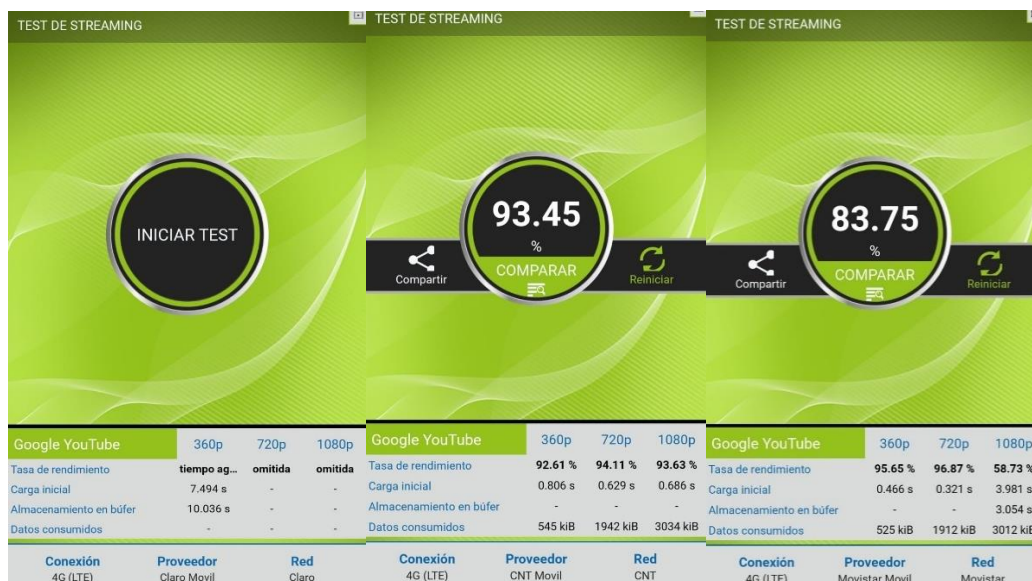 TEST DE STREAMING
INICIAR TEST
Google YouTube 360p 720p 1080p
Tasa de rendimiento tiempo ag... omitida omitida
Carga inicial 7.494 s - -
Almacenamiento en búfer 10.036 s - -
Datos consumidos - - -
Conexión Proveedor Red
4G (LTE) Claro Movil Claro
TEST DE STREAMING
93.45
%
Compartir COMPARAR Reiniciar
Google YouTube 360p 720p 1080p
Tasa de rendimiento 92.61 % 94.11 % 93.63 %
Carga inicial 0.806 s 0.629 s 0.686 s
Almacenamiento en búfer - - -
Datos consumidos 545 kiB 1942 kiB 3034 kiB
Conexión Proveedor Red
4G (LTE) CNT Movil CNT
TEST DE STREAMING
83.75
%
Compartir COMPARAR Reiniciar
Google YouTube 360p 720p 1080p
Tasa de rendimiento 95.65 % 96.87 % 58.73 %
Carga inicial 0.466 s 0.321 s 3.981 s
Almacenamiento en búfer - - 3.054 s
Datos consumidos 525 kiB 1912 kiB 3012 kiB
Conexión Proveedor Red
4G (LTE) Movistar Movil Movistar